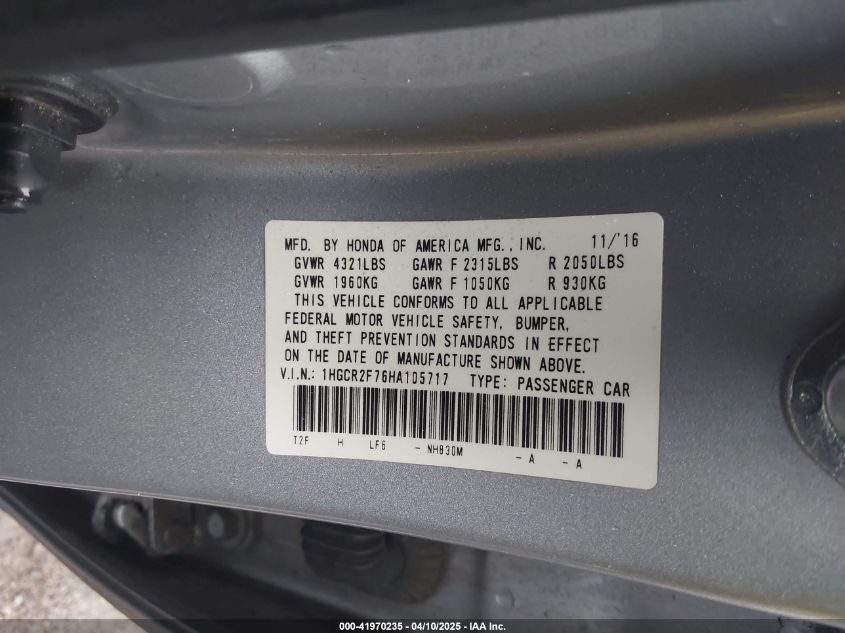 MFD. BY HONDA OF AMERICA MFG., INC. 11/'16
GVWR 4321LBS GAWR F 2315LBS R 2050LBS
GVWR 1960KG GAWR F 1050KG R 930KG
THIS VEHICLE CONFORMS TO ALL APPLICABLE
FEDERAL MOTOR VEHICLE SAFETY, BUMPER,
AND THEFT PREVENTION STANDARDS IN EFFECT
ON THE DATE OF MANUFACTURE SHOWN ABOVE.
V.I.N.: 1HGCR2F76HA105717 TYPE: PASSENGER CAR
T2F H LF6 - NH830M - A - A
000-41970235 04/10/2025 - IAA Inc.